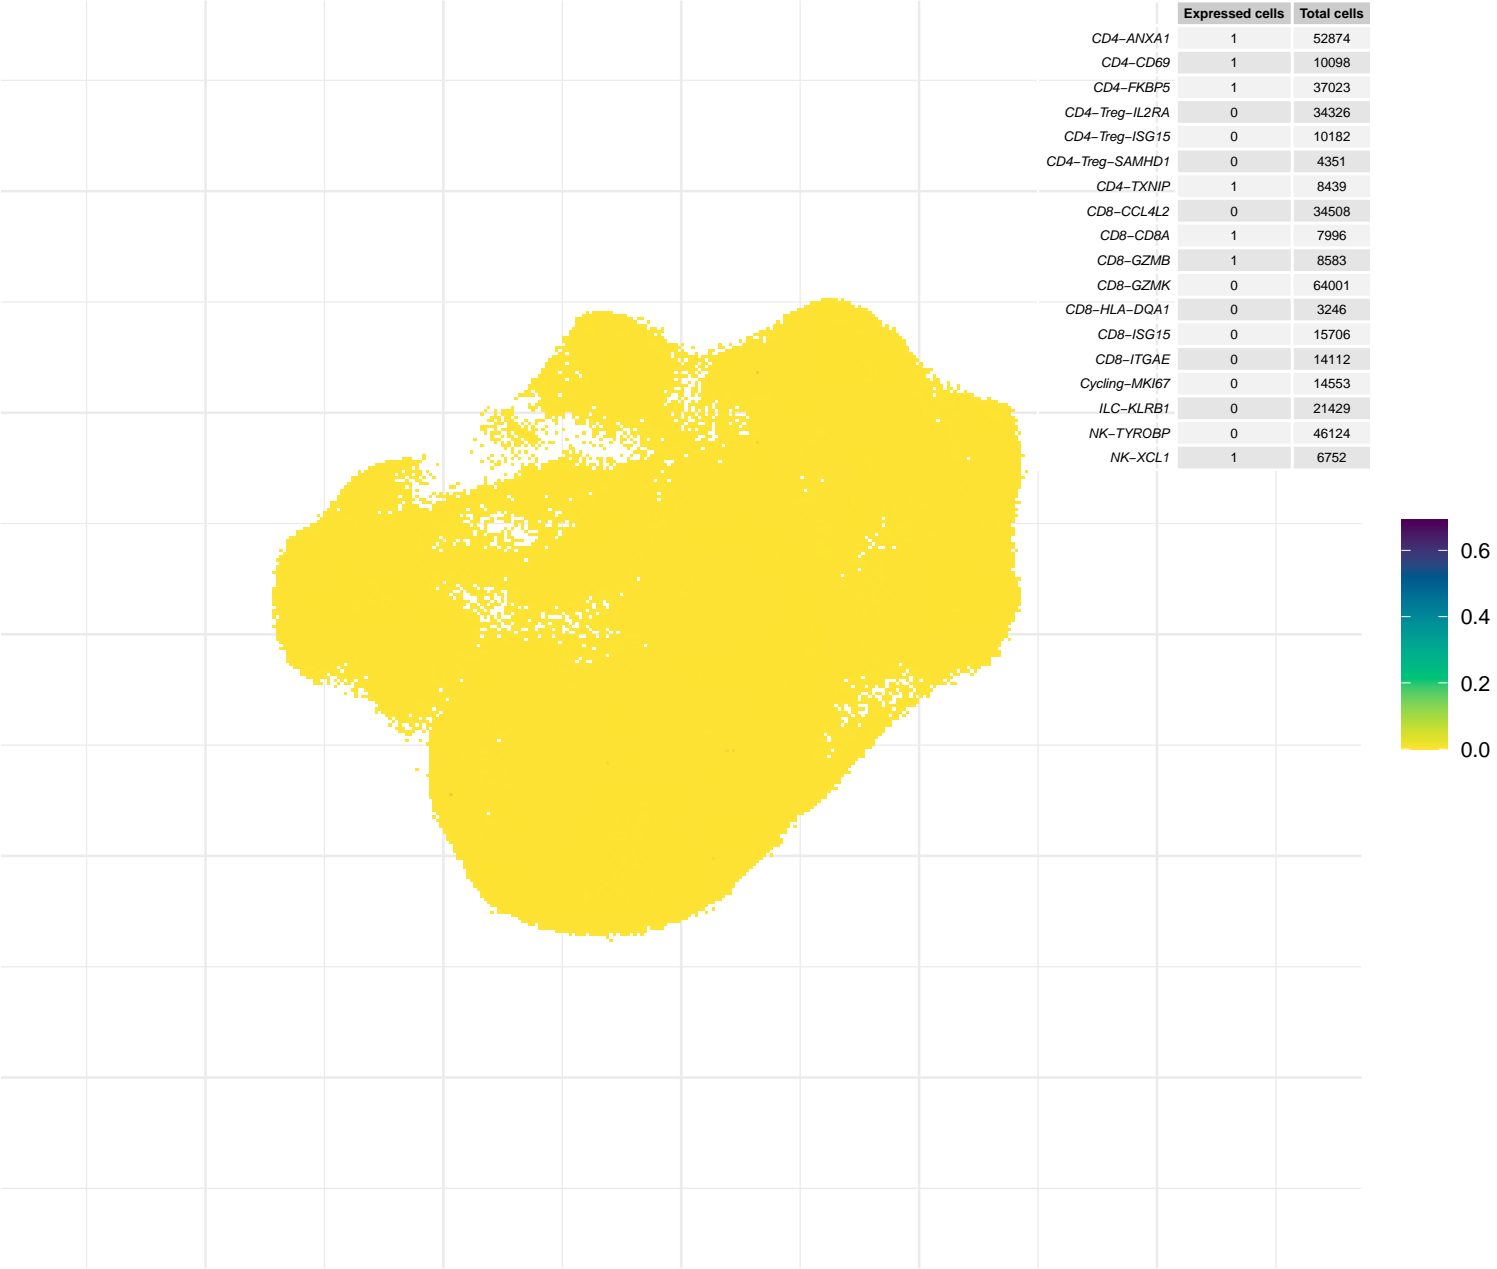 Expressed cells Total cells
CD4−ANXA1 1 52874
CD4−CD69 1 10098
CD4−FKBP5 1 37023
CD4−Treg−IL2RA 0 34326
CD4−Treg−ISG15 0 10182
CD4−Treg−SAMHD1 0 4351
CD4−TXNIP 1 8439
CD8−CCL4L2 0 34508
CD8−CD8A 1 7996
CD8−GZMB 1 8583
CD8−GZMK 0 64001
CD8−HLA−DQA1 0 3246
CD8−ISG15 0 15706
CD8−ITGAE 0 14112
Cycling−MKI67 0 14553
ILC−KLRB1 0 21429
NK−TYROBP 0 46124
NK−XCL1 1 6752
0.6
0.4
0.2
0.0